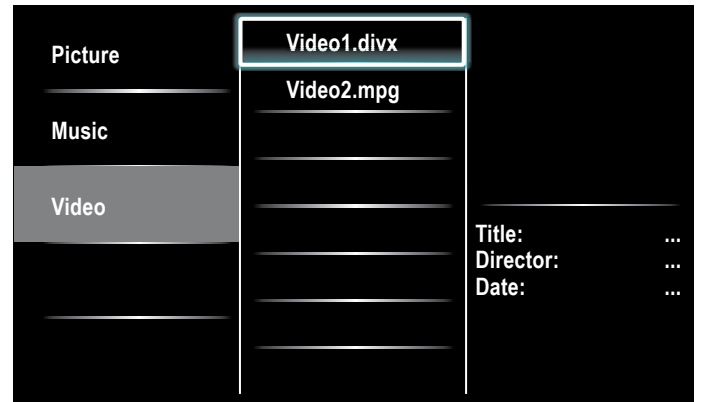 Picture
Music
Video
Video1.divx
Video2.mpg
Title: ...
Director: ...
Date: ...